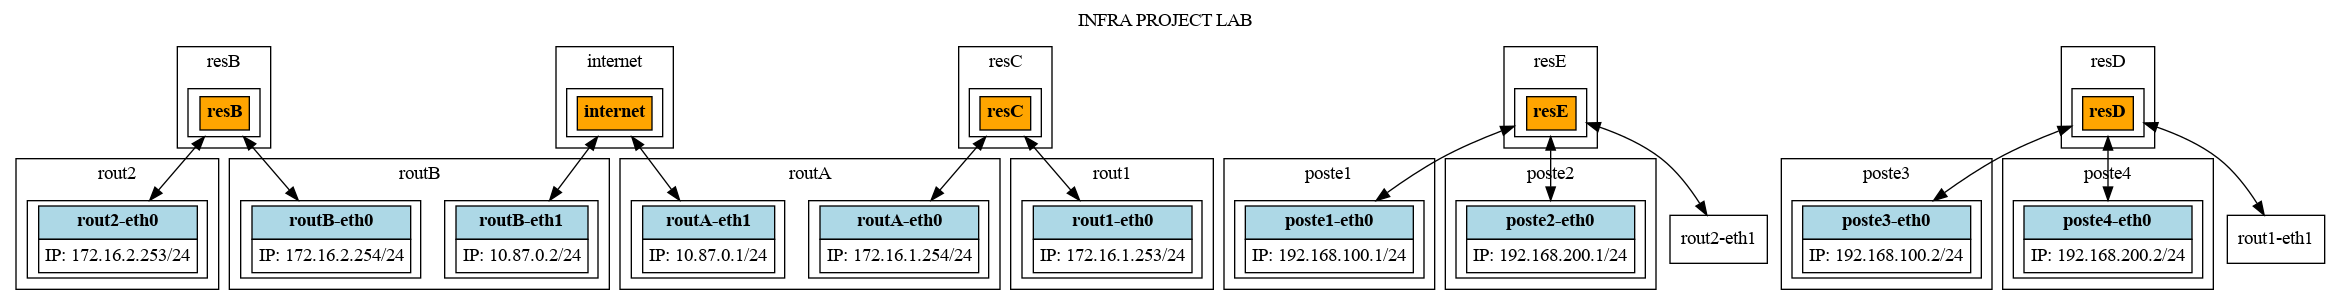 INFRA PROJECT LAB
resB
internet
resC
resE
resD
resB
internet
resC
resE
resD
rout2
routB
routA
rout1
poste1
poste2
poste3
poste4
rout2-eth0
IP: 172.16.2.253/24
routB-eth0
IP: 172.16.2.254/24
routB-eth1
IP: 10.87.0.2/24
routA-eth1
IP: 10.87.0.1/24
routA-eth0
IP: 172.16.1.254/24
rout1-eth0
IP: 172.16.1.253/24
poste1-eth0
IP: 192.168.100.1/24
poste2-eth0
IP: 192.168.200.1/24
rout2-eth1
poste3-eth0
IP: 192.168.100.2/24
poste4-eth0
IP: 192.168.200.2/24
rout1-eth1